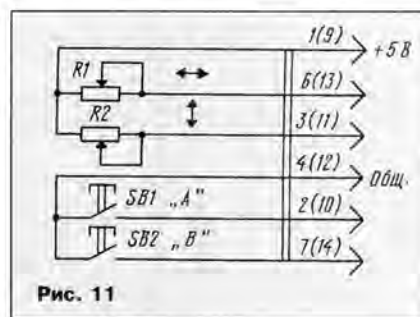 1(9) +5В
R1
6(13)
R2
3(11)
4(12) Общ.
SB1 „А"
2(10)
SB2 „В"
7(14)
Рис. 11